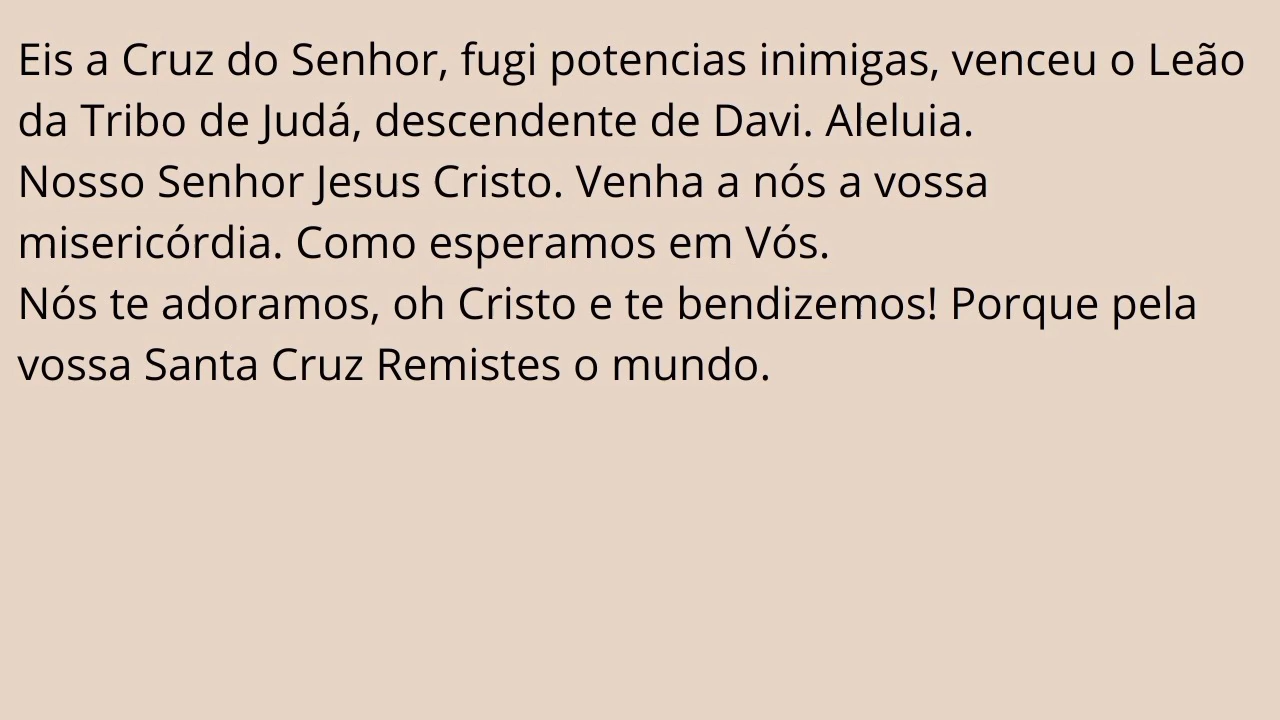 Eis a Cruz do Senhor, fugi potencias inimigas, venceu o Leão
da Tribo de Judá, descendente de Davi. Aleluia.
Nosso Senhor Jesus Cristo. Venha a nós a vossa
misericórdia. Como esperamos em Vós.
Nós te adoramos, oh Cristo e te bendizemos! Porque pela
vossa Santa Cruz Remistes o mundo.